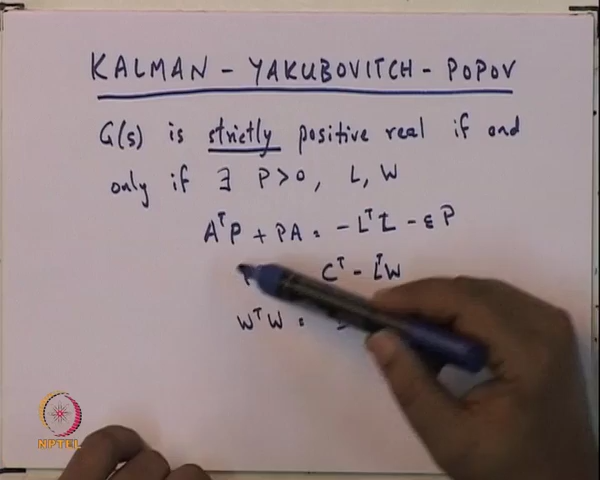 KALMAN - YAKUBOVITCH - POPOV
G(s) is strictly positive real if and
only if ∃ P>0, L, W
AᵀP + PA = -LᵀL - εP
Cᵀ - LᵀW
WᵀW =
NPTEL